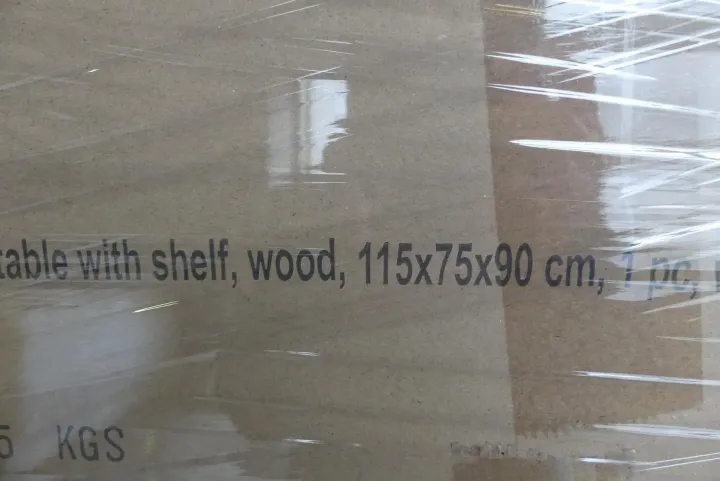 table with shelf, wood, 115x75x90 cm, 1 pc,
5 KGS